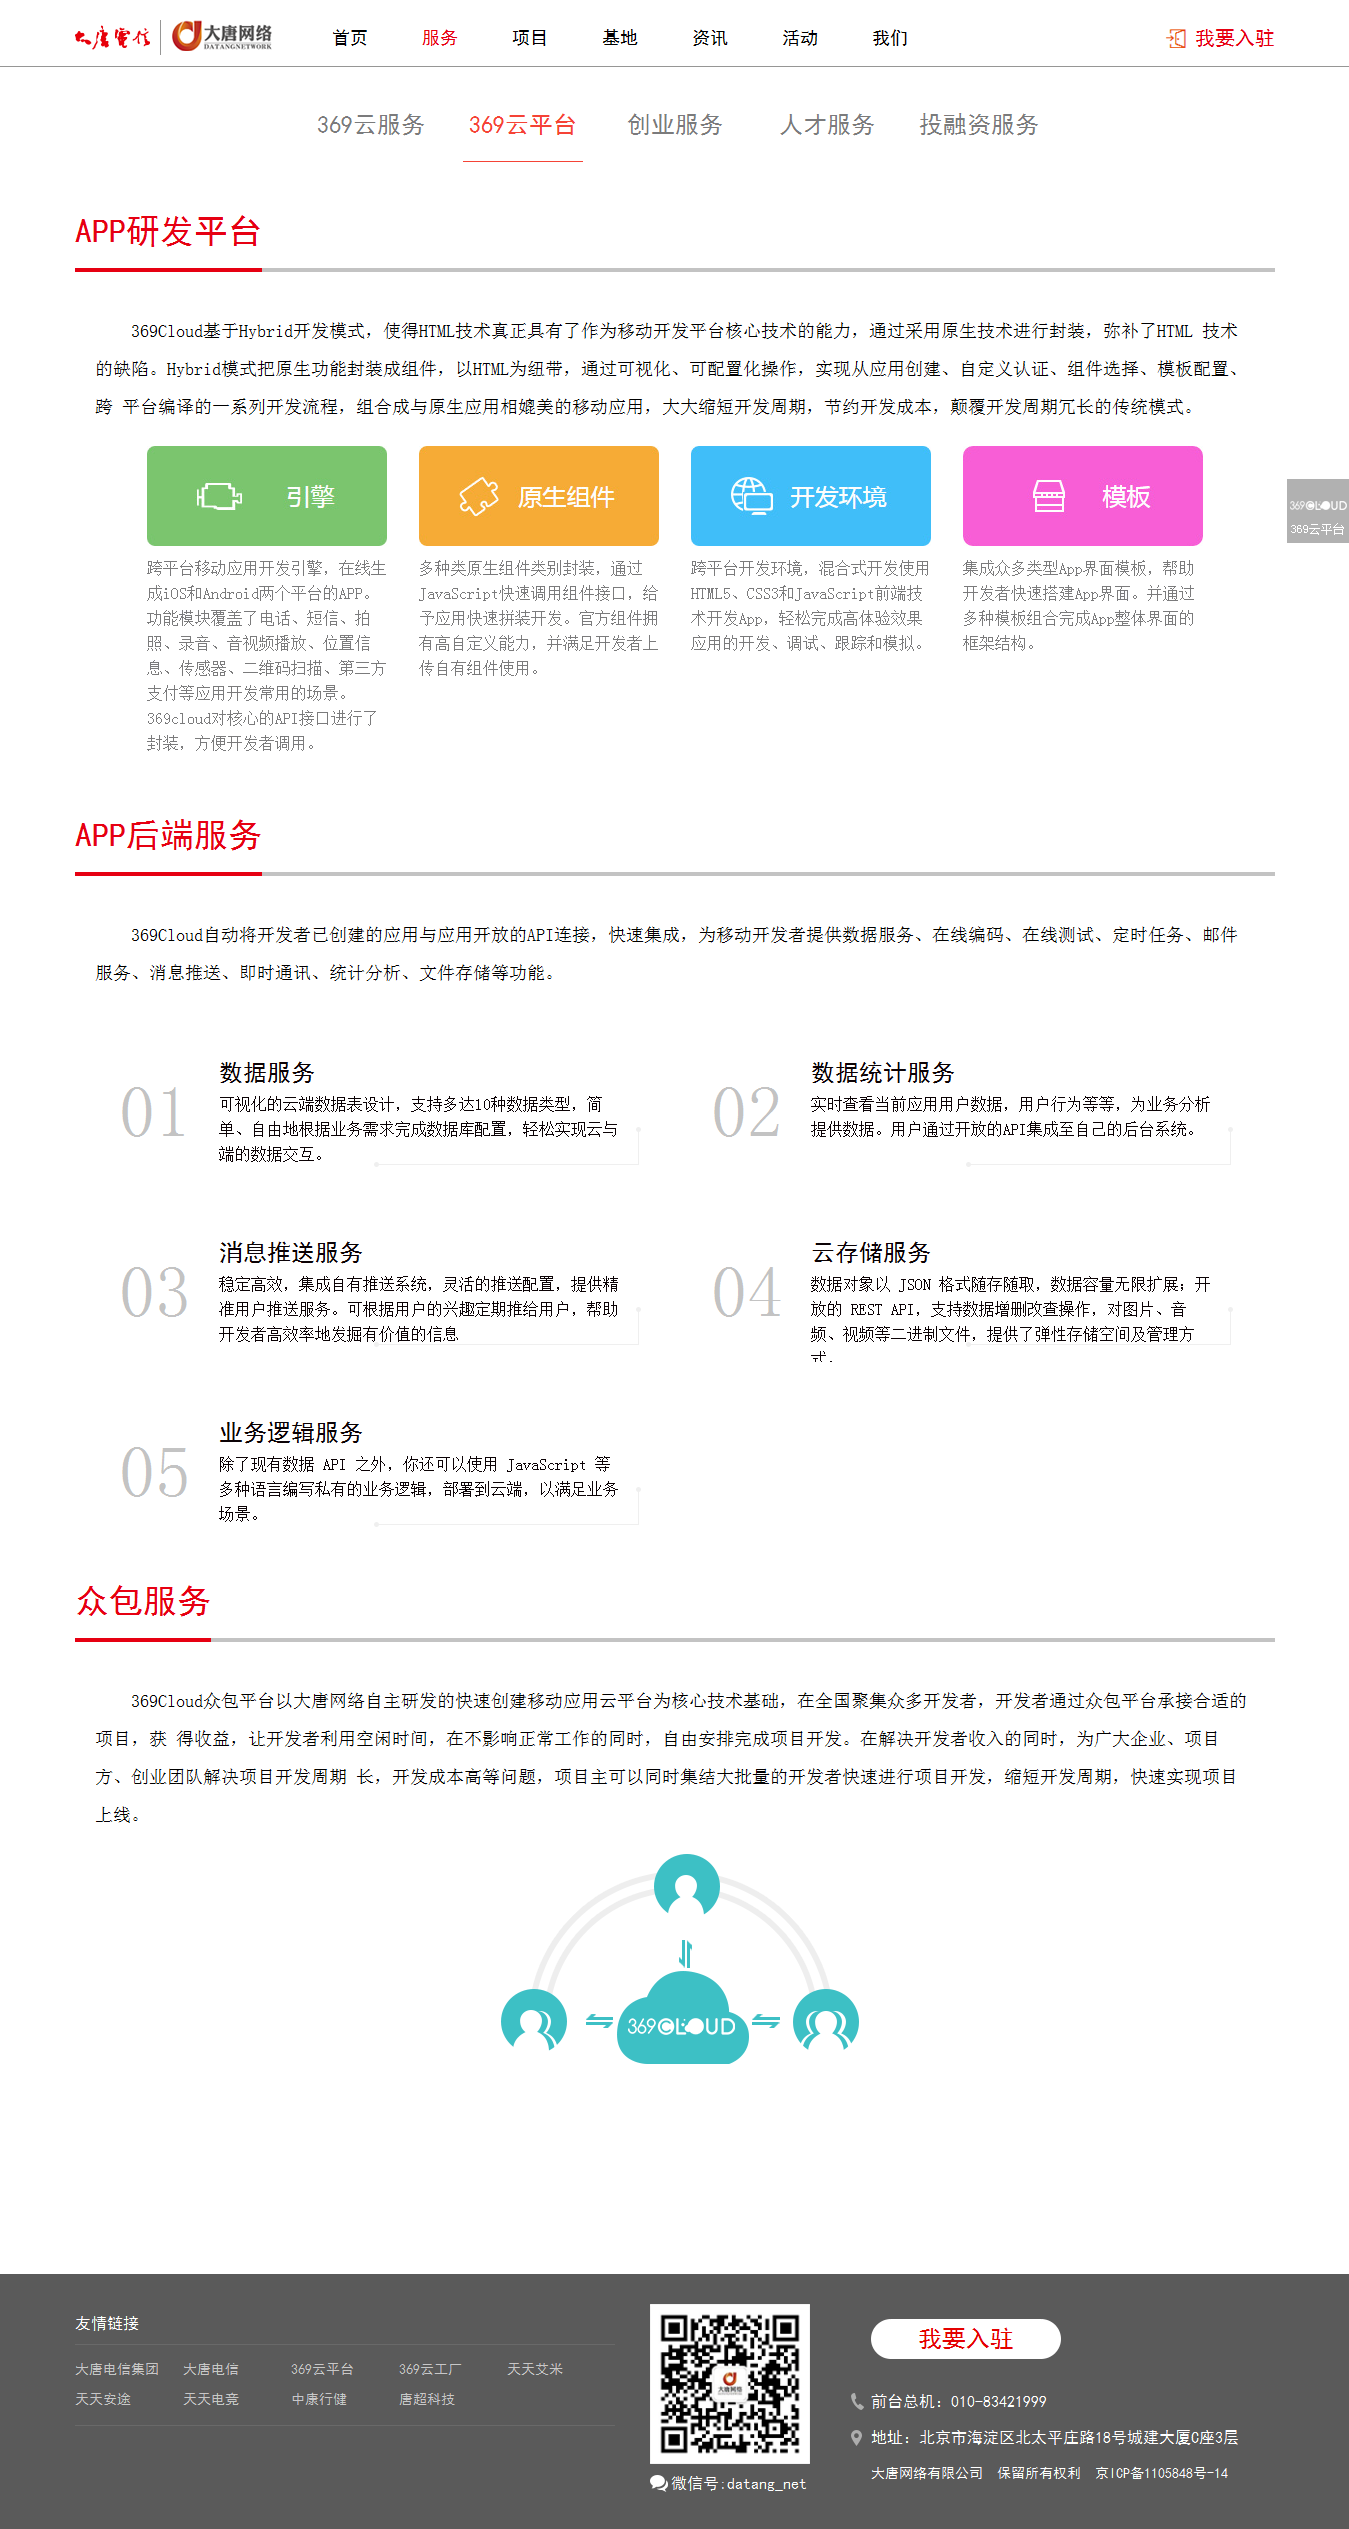 大唐电信 大唐网络 DATANGNETWORK 首页 服务 项目 基地 资讯 活动 我们 我要入驻
369云服务 369云平台 创业服务 人才服务 投融资服务
APP研发平台
369Cloud基于Hybrid开发模式，使得HTML技术真正具有了作为移动开发平台核心技术的能力，通过采用原生技术进行封装，弥补了HTML 技术
的缺陷。Hybrid模式把原生功能封装成组件，以HTML为纽带，通过可视化、可配置化操作，实现从应用创建、自定义认证、组件选择、模板配置、
跨 平台编译的一系列开发流程，组合成与原生应用相媲美的移动应用，大大缩短开发周期，节约开发成本，颠覆开发周期冗长的传统模式。
引擎
跨平台移动应用开发引擎，在线生
成iOS和Android两个平台的APP。
功能模块覆盖了电话、短信、拍
照、录音、音视频播放、位置信
息、传感器、二维码扫描、第三方
支付等应用开发常用的场景。
369cloud对核心的API接口进行了
封装，方便开发者调用。
原生组件
多种类原生组件类别封装，通过
JavaScript快速调用组件接口，给
予应用快速拼装开发。官方组件拥
有高自定义能力，并满足开发者上
传自有组件使用。
开发环境
跨平台开发环境，混合式开发使用
HTML5、CSS3和JavaScript前端技
术开发App，轻松完成高体验效果
应用的开发、调试、跟踪和模拟。
模板
集成众多类型App界面模板，帮助
开发者快速搭建App界面。并通过
多种模板组合完成App整体界面的
框架结构。
369CLOUD
369云平台
APP后端服务
369Cloud自动将开发者已创建的应用与应用开放的API连接，快速集成，为移动开发者提供数据服务、在线编码、在线测试、定时任务、邮件
服务、消息推送、即时通讯、统计分析、文件存储等功能。
01
数据服务
可视化的云端数据表设计，支持多达10种数据类型，简
单、自由地根据业务需求完成数据库配置，轻松实现云与
端的数据交互。
02
数据统计服务
实时查看当前应用用户数据，用户行为等等，为业务分析
提供数据。用户通过开放的API集成至自己的后台系统。
03
消息推送服务
稳定高效，集成自有推送系统，灵活的推送配置，提供精
准用户推送服务。可根据用户的兴趣定期推给用户，帮助
开发者高效率地发掘有价值的信息
04
云存储服务
数据对象以 JSON 格式随存随取，数据容量无限扩展；开
放的 REST API，支持数据增删改查操作，对图片、音
频、视频等二进制文件，提供了弹性存储空间及管理方
式。
05
业务逻辑服务
除了现有数据 API 之外，你还可以使用 JavaScript 等
多种语言编写私有的业务逻辑，部署到云端，以满足业务
场景。
众包服务
369Cloud众包平台以大唐网络自主研发的快速创建移动应用云平台为核心技术基础，在全国聚集众多开发者，开发者通过众包平台承接合适的
项目，获 得收益，让开发者利用空闲时间，在不影响正常工作的同时，自由安排完成项目开发。在解决开发者收入的同时，为广大企业、项目
方、创业团队解决项目开发周期 长，开发成本高等问题，项目主可以同时集结大批量的开发者快速进行项目开发，缩短开发周期，快速实现项目
上线。
369CLOUD
友情链接
大唐电信集团 大唐电信 369云平台 369云工厂 天天艾米
天天安途 天天电竞 中康行健 唐超科技
大唐网络
微信号:datang_net
我要入驻
前台总机：010-83421999
地址：北京市海淀区北太平庄路18号城建大厦C座3层
大唐网络有限公司 保留所有权利 京ICP备1105848号-14